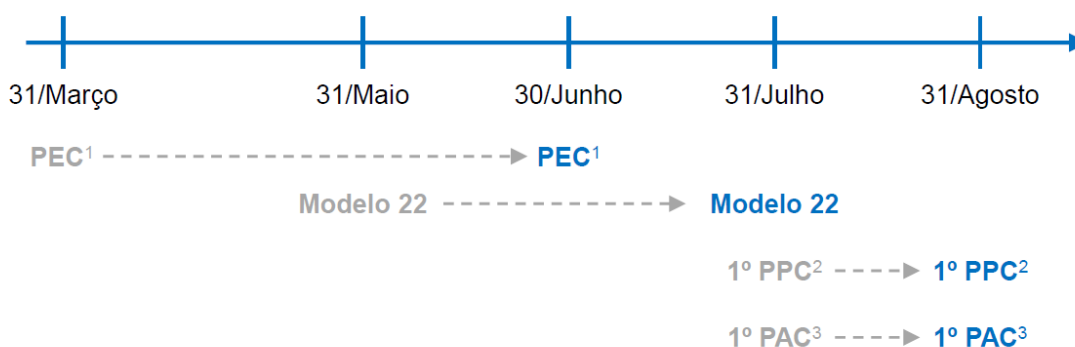 31/Março 31/Maio 30/Junho 31/Julho 31/Agosto
PEC¹ PEC¹
Modelo 22 Modelo 22
1º PPC² 1º PPC²
1º PAC³ 1º PAC³